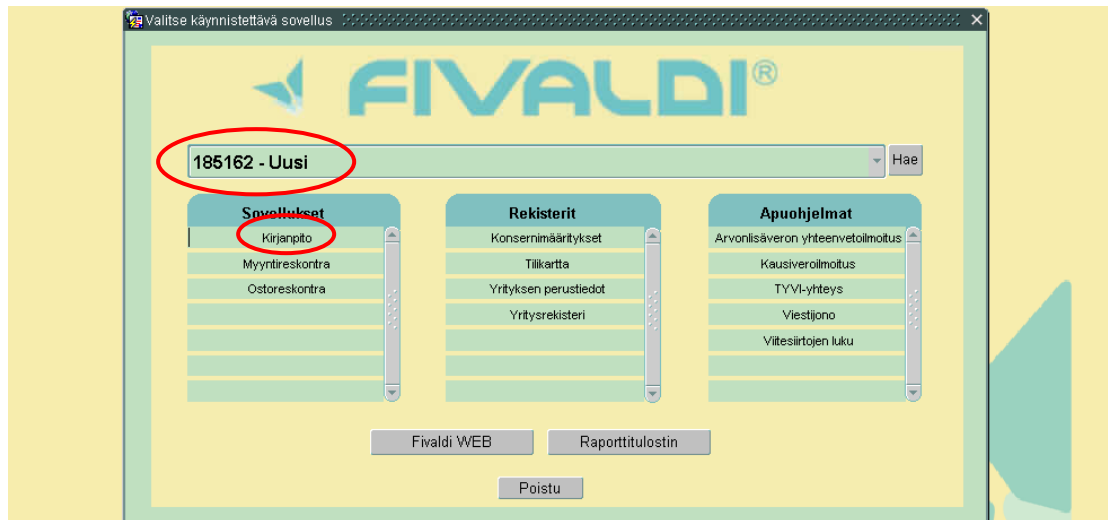 Valitse käynnistettävä sovellus
FIVALDI®
185162 - Uusi
Hae
Sovellukset
Kirjanpito
Myyntireskontra
Ostoreskontra
Rekisterit
Konsernimääritykset
Tilikartta
Yrityksen perustiedot
Yritysrekisteri
Apuohjelmat
Arvonlisäveron yhteenvetoilmoitus
Kausiveroilmoitus
TYVI-yhteys
Viestijono
Viitesiirtojen luku
Fivaldi WEB
Raporttitulostin
Poistu